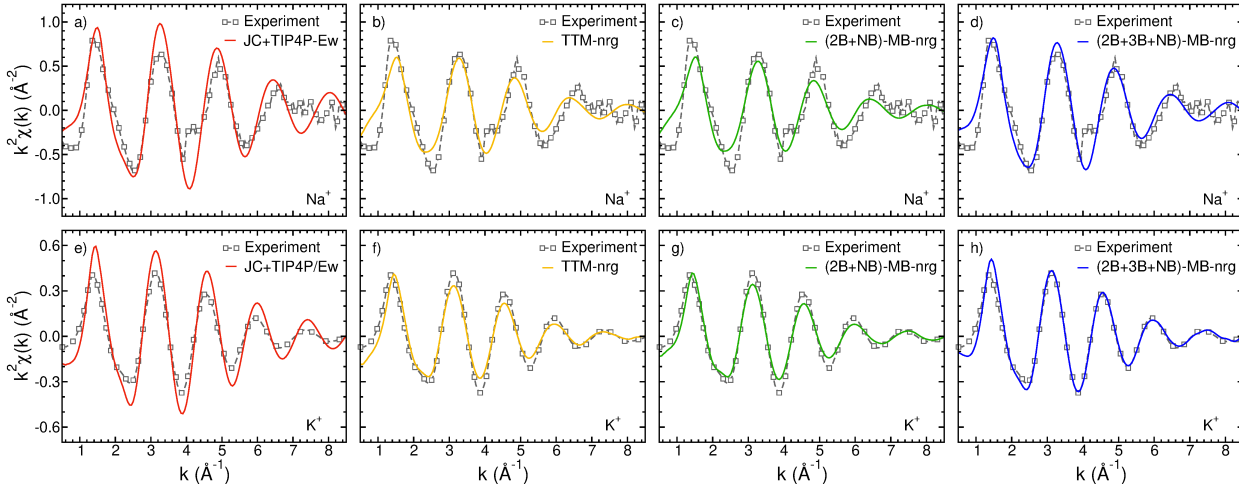 a)
Experiment
JC+TIP4P-Ew
b)
Experiment
TTM-nrg
c)
Experiment
(2B+NB)-MB-nrg
d)
Experiment
(2B+3B+NB)-MB-nrg
1.0
0.5
0.0
-0.5
-1.0
k²χ(k) (Å⁻²)
Na⁺
Na⁺
Na⁺
Na⁺
e)
Experiment
JC+TIP4P/Ew
f)
Experiment
TTM-nrg
g)
Experiment
(2B+NB)-MB-nrg
h)
Experiment
(2B+3B+NB)-MB-nrg
0.6
0.3
0.0
-0.3
-0.6
k²χ(k) (Å⁻²)
K⁺
K⁺
K⁺
K⁺
1 2 3 4 5 6 7 8
1 2 3 4 5 6 7 8
1 2 3 4 5 6 7 8
1 2 3 4 5 6 7 8
k (Å⁻¹)
k (Å⁻¹)
k (Å⁻¹)
k (Å⁻¹)